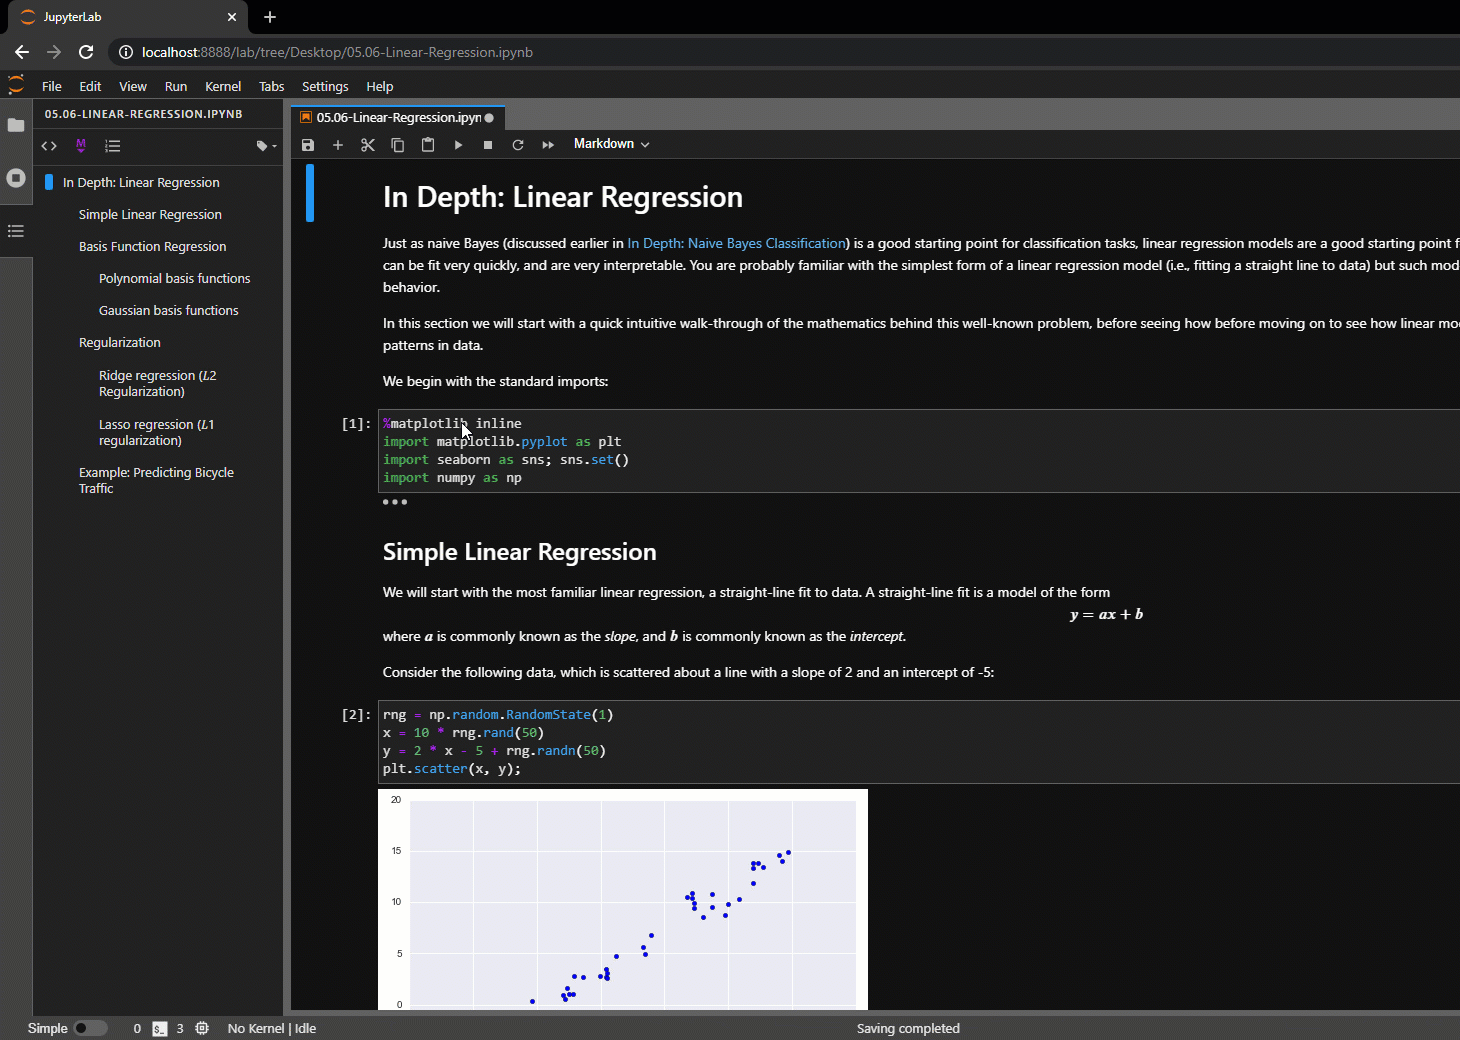 JupyterLab
localhost:8888/lab/tree/Desktop/05.06-Linear-Regression.ipynb
File Edit View Run Kernel Tabs Settings Help
05.06-LINEAR-REGRESSION.IPYNB
M
In Depth: Linear Regression
Simple Linear Regression
Basis Function Regression
Polynomial basis functions
Gaussian basis functions
Regularization
Ridge regression (L2
Regularization)
Lasso regression (L1
regularization)
Example: Predicting Bicycle
Traffic
05.06-Linear-Regression.ipyn
Markdown
In Depth: Linear Regression
Just as naive Bayes (discussed earlier in In Depth: Naive Bayes Classification) is a good starting point for classification tasks, linear regression models are a good starting point f
can be fit very quickly, and are very interpretable. You are probably familiar with the simplest form of a linear regression model (i.e., fitting a straight line to data) but such mod
behavior.
In this section we will start with a quick intuitive walk-through of the mathematics behind this well-known problem, before seeing how before moving on to see how linear mo
patterns in data.
We begin with the standard imports:
[1]: %matplotlib inline
import matplotlib.pyplot as plt
import seaborn as sns; sns.set()
import numpy as np
Simple Linear Regression
We will start with the most familiar linear regression, a straight-line fit to data. A straight-line fit is a model of the form
y = ax + b
where a is commonly known as the slope, and b is commonly known as the intercept.
Consider the following data, which is scattered about a line with a slope of 2 and an intercept of -5:
[2]: rng = np.random.RandomState(1)
x = 10 * rng.rand(50)
y = 2 * x - 5 + rng.randn(50)
plt.scatter(x, y);
20
15
10
5
0
Simple 0 $_ 3 No Kernel | Idle Saving completed